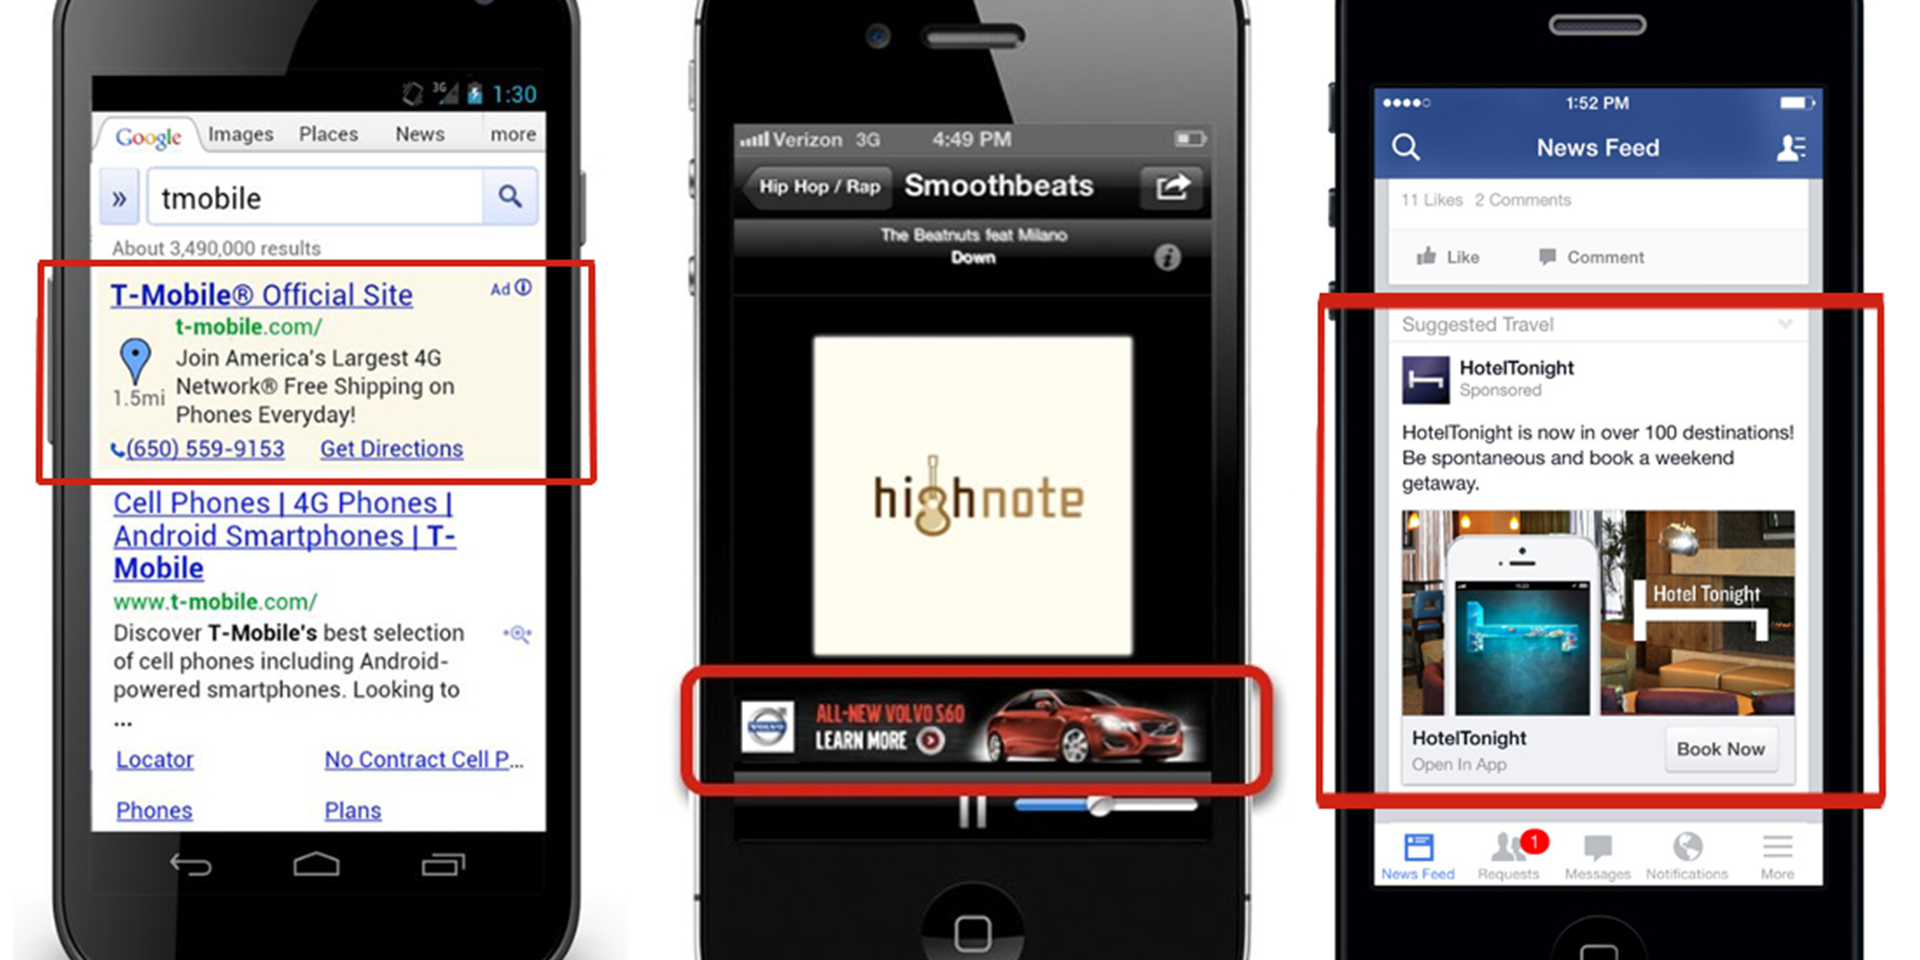 3G 1:30
Google Images Places News more
» tmobile
About 3,490,000 results
T-Mobile® Official Site Ad
t-mobile.com/
Join America's Largest 4G
Network® Free Shipping on
Phones Everyday!
1.5mi
(650) 559-9153 Get Directions
Cell Phones | 4G Phones |
Android Smartphones | T-
Mobile
www.t-mobile.com/
Discover T-Mobile's best selection
of cell phones including Android-
powered smartphones. Looking to
...
Locator No Contract Cell P...
Phones Plans
Verizon 3G 4:49 PM
Hip Hop / Rap Smoothbeats
The Beatnuts feat Milano
Down
highnote
VOLVO
ALL-NEW VOLVO S60
LEARN MORE
1:52 PM
News Feed
11 Likes 2 Comments
Like Comment
Suggested Travel
HotelTonight
Sponsored
HotelTonight is now in over 100 destinations!
Be spontaneous and book a weekend
getaway.
Hotel Tonight
HotelTonight
Open In App
Book Now
1
News Feed Requests Messages Notifications More